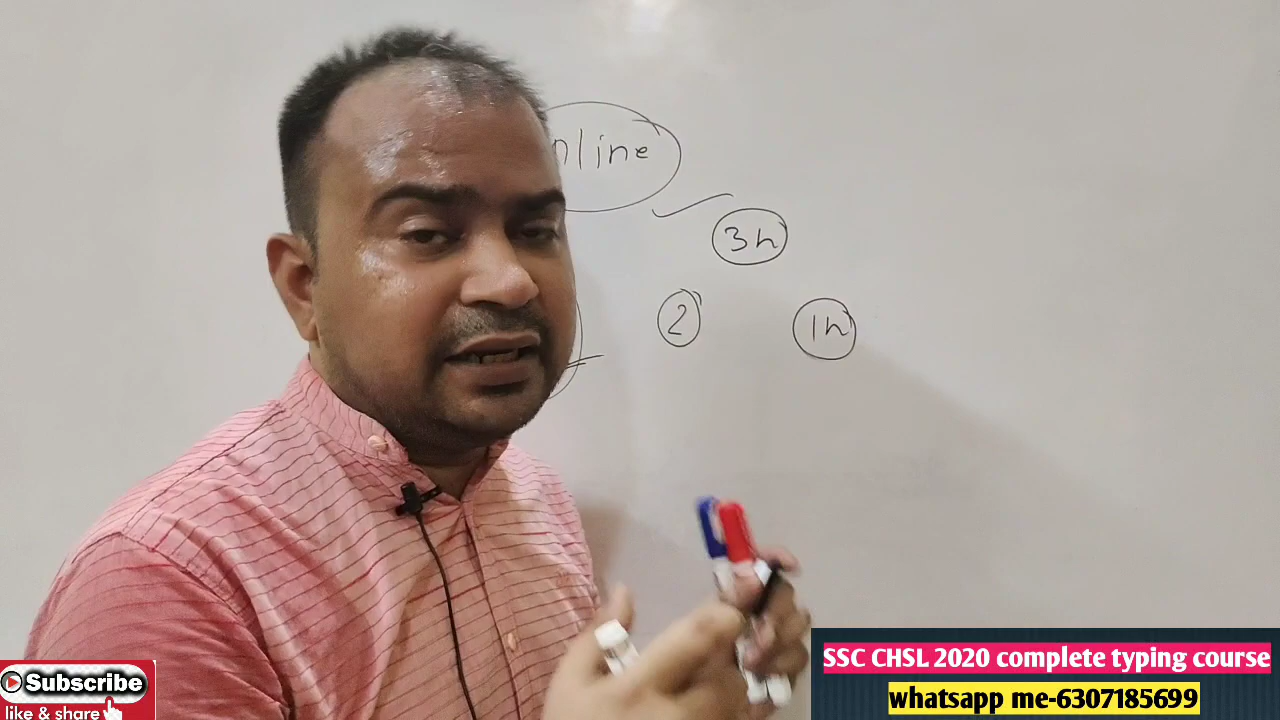 nline
3h
2
1h
SSC CHSL 2020 complete typing course
whatsapp me-6307185699
Subscribe
like & share